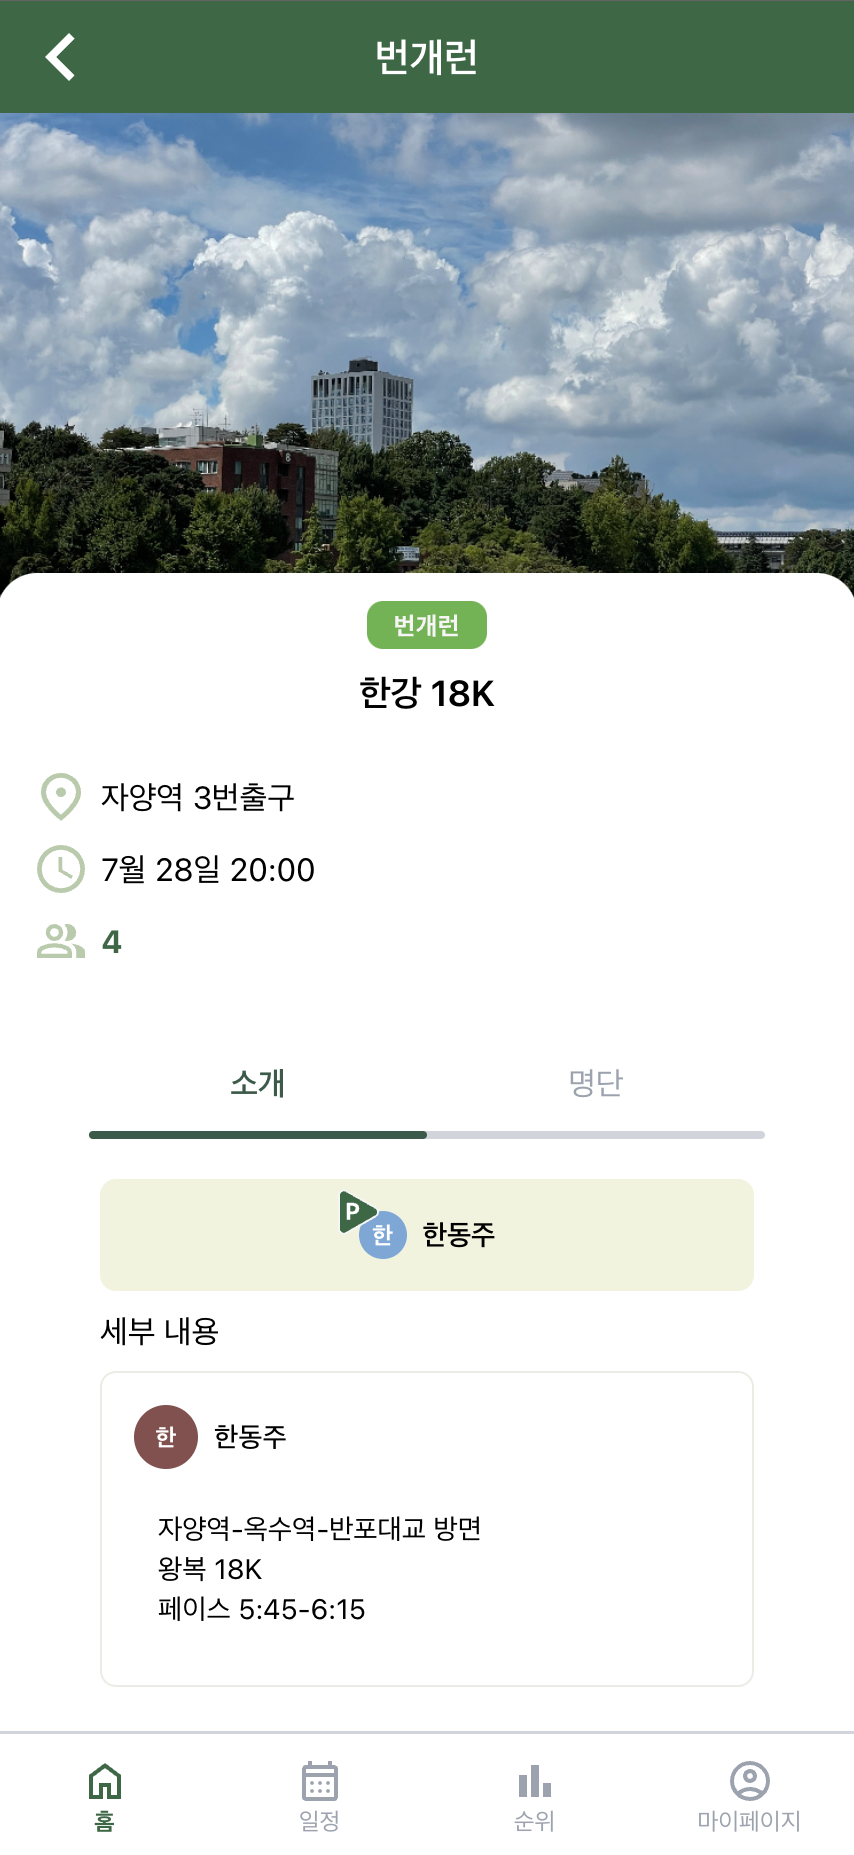 번개런
8
번개런
한강 18K
자양역 3번출구
7월 28일 20:00
4
소개
명단
P
한
한동주
세부 내용
한
한동주
자양역-옥수역-반포대교 방면
왕복 18K
페이스 5:45-6:15
홈
일정
순위
마이페이지